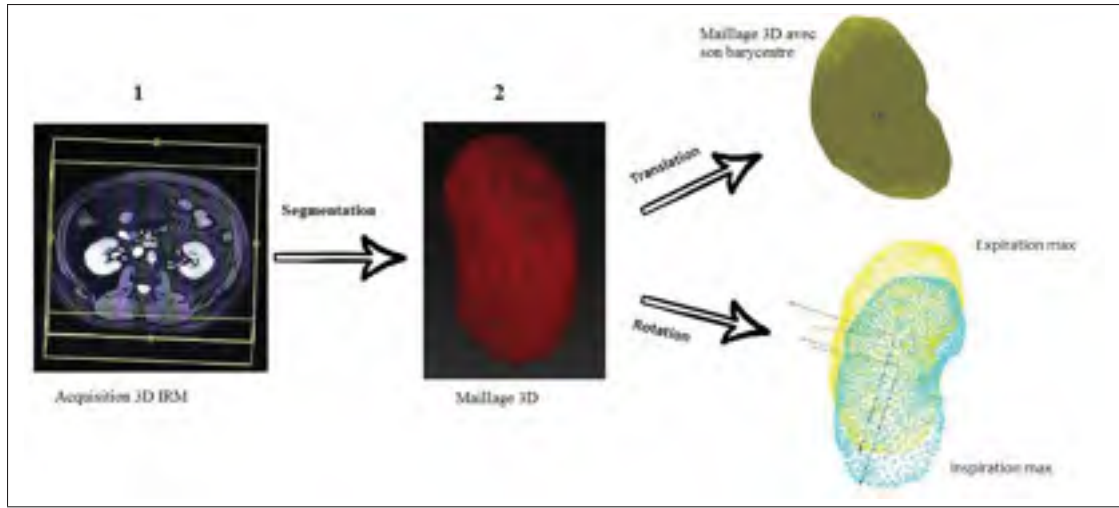 1
Acquisition 3D IRM
Segmentation
2
Maillage 3D
Translation
Rotation
Maillage 3D avec
son barycentre
Expiration max
Inspiration max